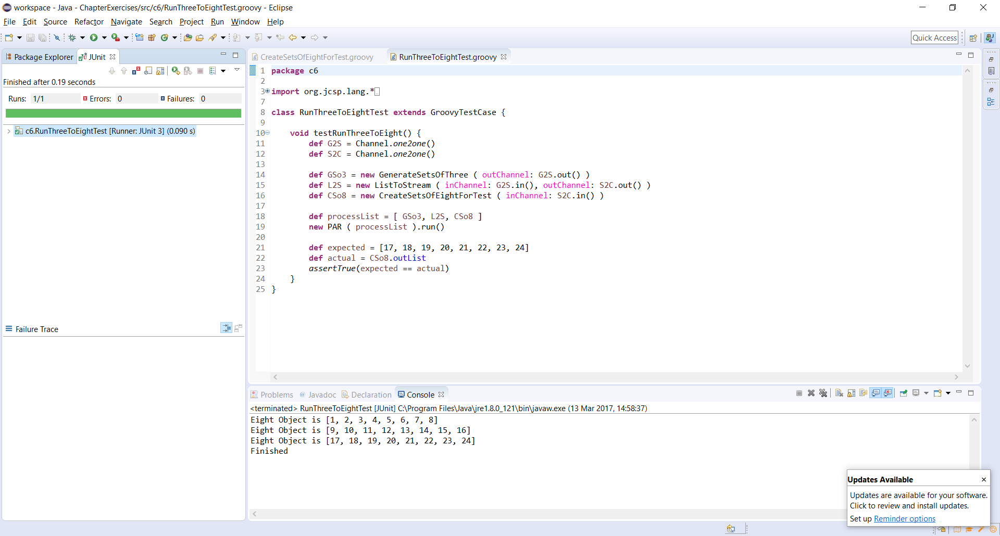 workspace - Java - ChapterExercises/src/c6/RunThreeToEightTest.groovy - Eclipse
File Edit Source Refactor Navigate Search Project Run Window Help
Quick Access
Package Explorer JUnit
Finished after 0.19 seconds
Runs: 1/1 Errors: 0 Failures: 0
c6.RunThreeToEightTest [Runner: JUnit 3] (0.090 s)
Failure Trace
CreateSetsOfEightForTest.groovy RunThreeToEightTest.groovy
1 package c6
2
3 import org.jcsp.lang.*
7
8 class RunThreeToEightTest extends GroovyTestCase {
9
10 void testRunThreeToEight() {
11 def G2S = Channel.one2one()
12 def S2C = Channel.one2one()
13
14 def GSo3 = new GenerateSetsOfThree ( outChannel: G2S.out() )
15 def L2S = new ListToStream ( inChannel: G2S.in(), outChannel: S2C.out() )
16 def CSo8 = new CreateSetsOfEightForTest ( inChannel: S2C.in() )
17
18 def processList = [ GSo3, L2S, CSo8 ]
19 new PAR ( processList ).run()
20
21 def expected = [17, 18, 19, 20, 21, 22, 23, 24]
22 def actual = CSo8.outList
23 assertTrue(expected == actual)
24 }
25 }
Problems @ Javadoc Declaration Console
<terminated> RunThreeToEightTest [JUnit] C:\Program Files\Java\jre1.8.0_121\bin\javaw.exe (13 Mar 2017, 14:58:37)
Eight Object is [1, 2, 3, 4, 5, 6, 7, 8]
Eight Object is [9, 10, 11, 12, 13, 14, 15, 16]
Eight Object is [17, 18, 19, 20, 21, 22, 23, 24]
Finished
Updates Available
Updates are available for your software.
Click to review and install updates.
Set up Reminder options